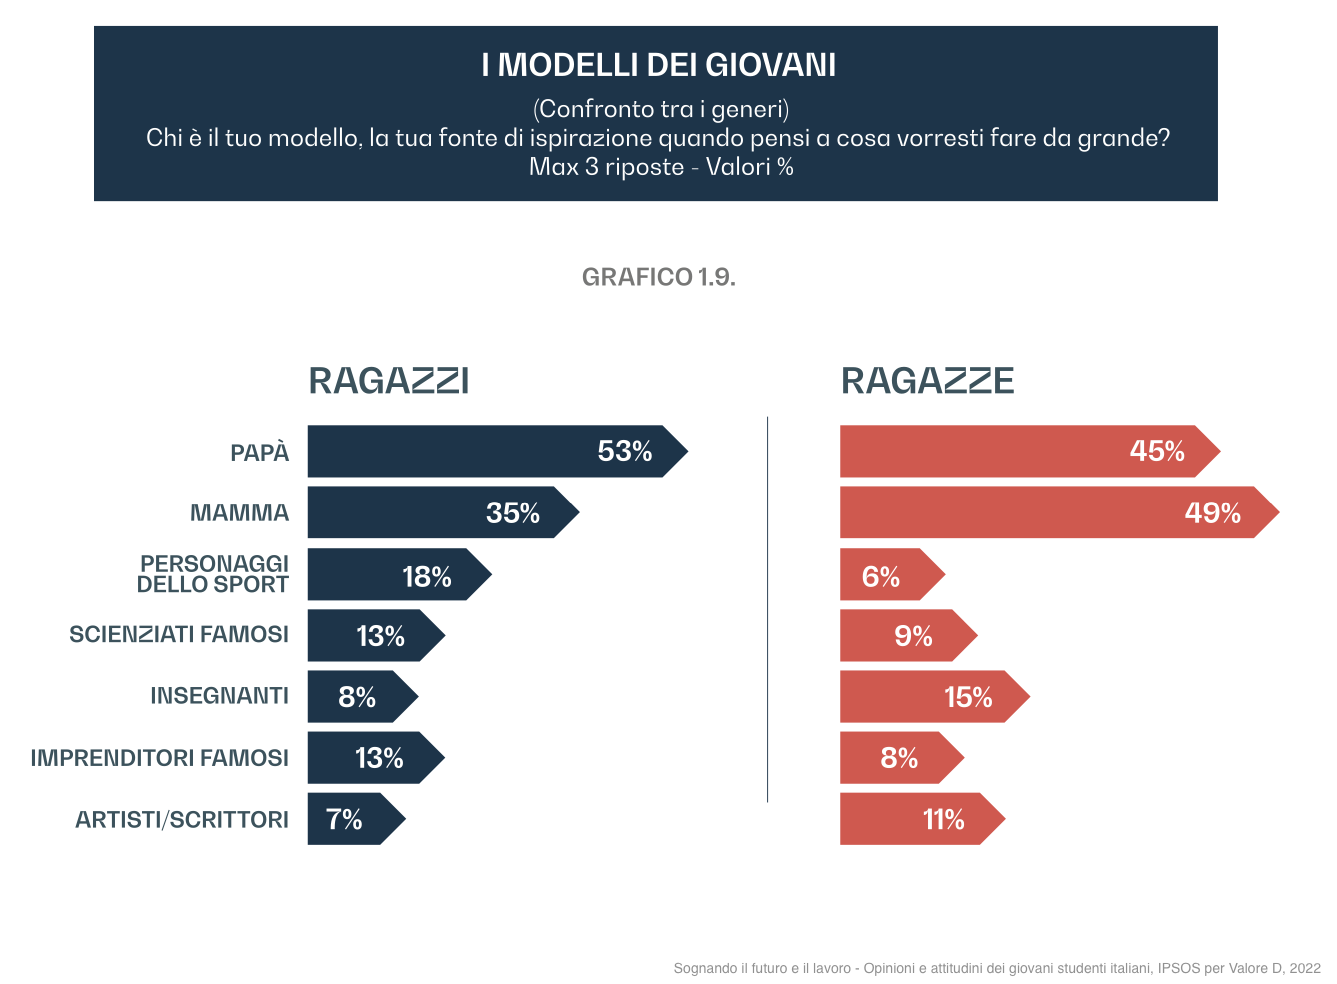 I MODELLI DEI GIOVANI
(Confronto tra i generi)
Chi è il tuo modello, la tua fonte di ispirazione quando pensi a cosa vorresti fare da grande?
Max 3 riposte - Valori %
GRAFICO 1.9.
RAGAZZI
RAGAZZE
PAPÀ 53% 45%
MAMMA 35% 49%
PERSONAGGI
DELLO SPORT 18% 6%
SCIENZIATI FAMOSI 13% 9%
INSEGNANTI 8% 15%
IMPRENDITORI FAMOSI 13% 8%
ARTISTI/SCRITTORI 7% 11%
Sognando il futuro e il lavoro - Opinioni e attitudini dei giovani studenti italiani, IPSOS per Valore D, 2022